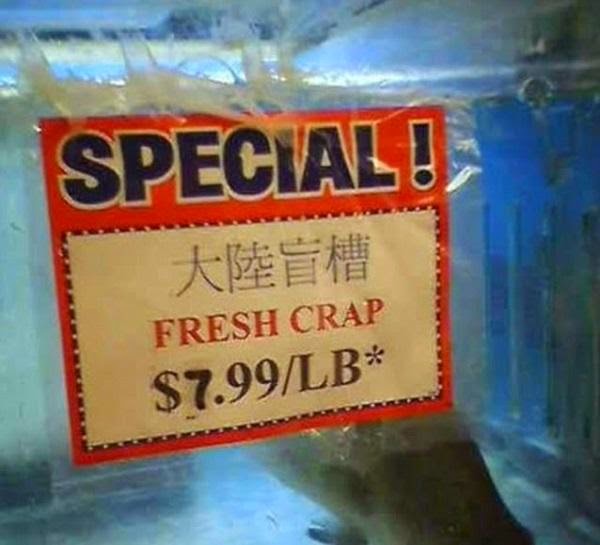 SPECIAL!
大陸盲槽
FRESH CRAP
$7.99/LB*